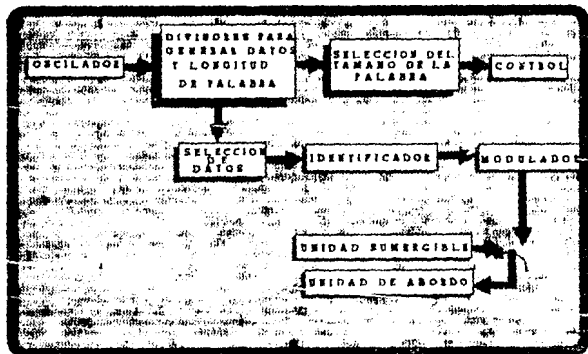 OSCILADOR
DIVISORES PARA
GENERAR DATOS
Y LONGITUD
DE PALABRA
SELECCION DEL
TAMANO DE LA
PALABRA
CONTROL
SELECCION
DE
DATOS
IDENTIFICADOR
MODULADOR
UNIDAD SUMERGIBLE
UNIDAD DE ABORDO